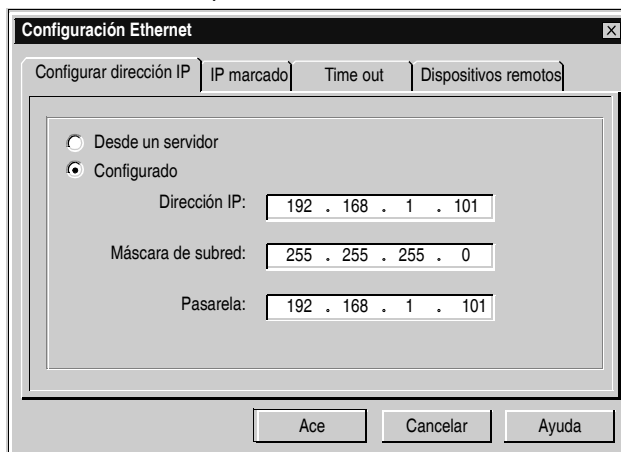 Configuración Ethernet
Configurar dirección IP IP marcado Time out Dispositivos remotos
Desde un servidor
Configurado
Dirección IP: 192 . 168 . 1 . 101
Máscara de subred: 255 . 255 . 255 . 0
Pasarela: 192 . 168 . 1 . 101
Ace Cancelar Ayuda